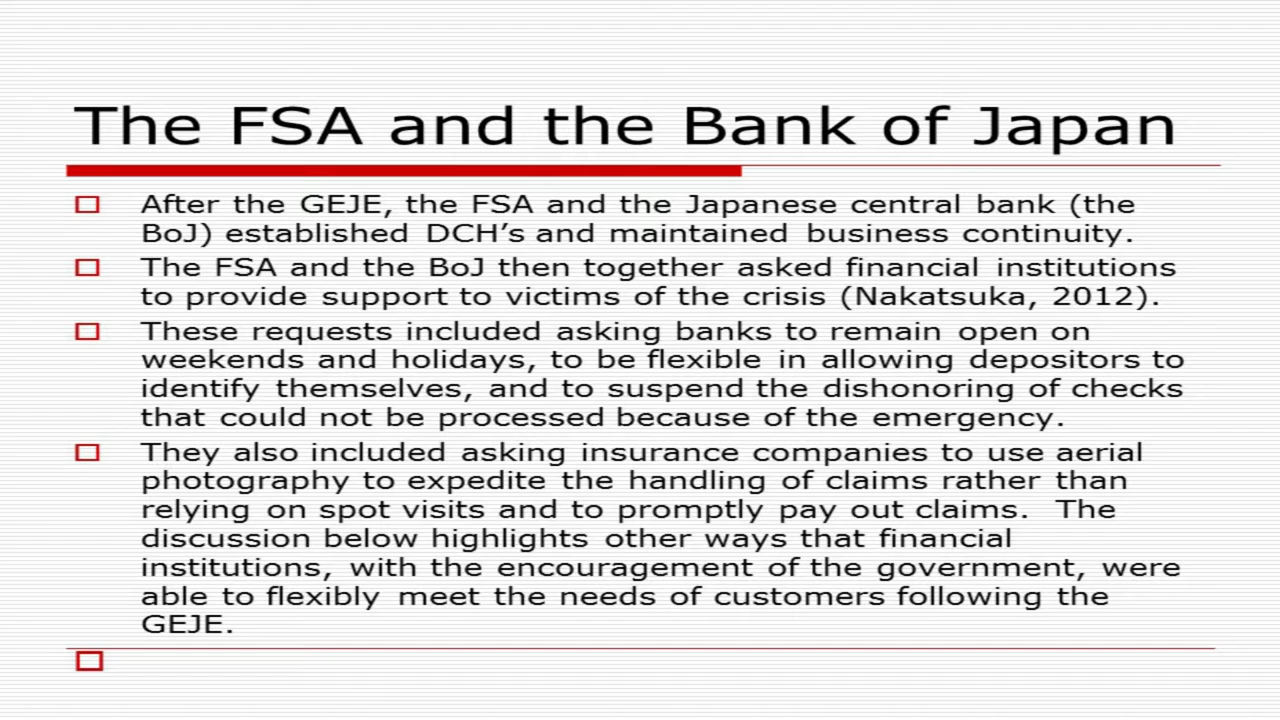 The FSA and the Bank of Japan
After the GEJE, the FSA and the Japanese central bank (the
BoJ) established DCH’s and maintained business continuity.
The FSA and the BoJ then together asked financial institutions
to provide support to victims of the crisis (Nakatsuka, 2012).
These requests included asking banks to remain open on
weekends and holidays, to be flexible in allowing depositors to
identify themselves, and to suspend the dishonoring of checks
that could not be processed because of the emergency.
They also included asking insurance companies to use aerial
photography to expedite the handling of claims rather than
relying on spot visits and to promptly pay out claims. The
discussion below highlights other ways that financial
institutions, with the encouragement of the government, were
able to flexibly meet the needs of customers following the
GEJE.